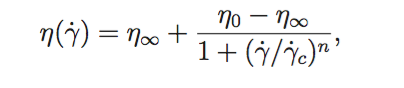 η(γ̇) = η∞ + (η0 − η∞) / (1 + (γ̇/γ̇c)^n),